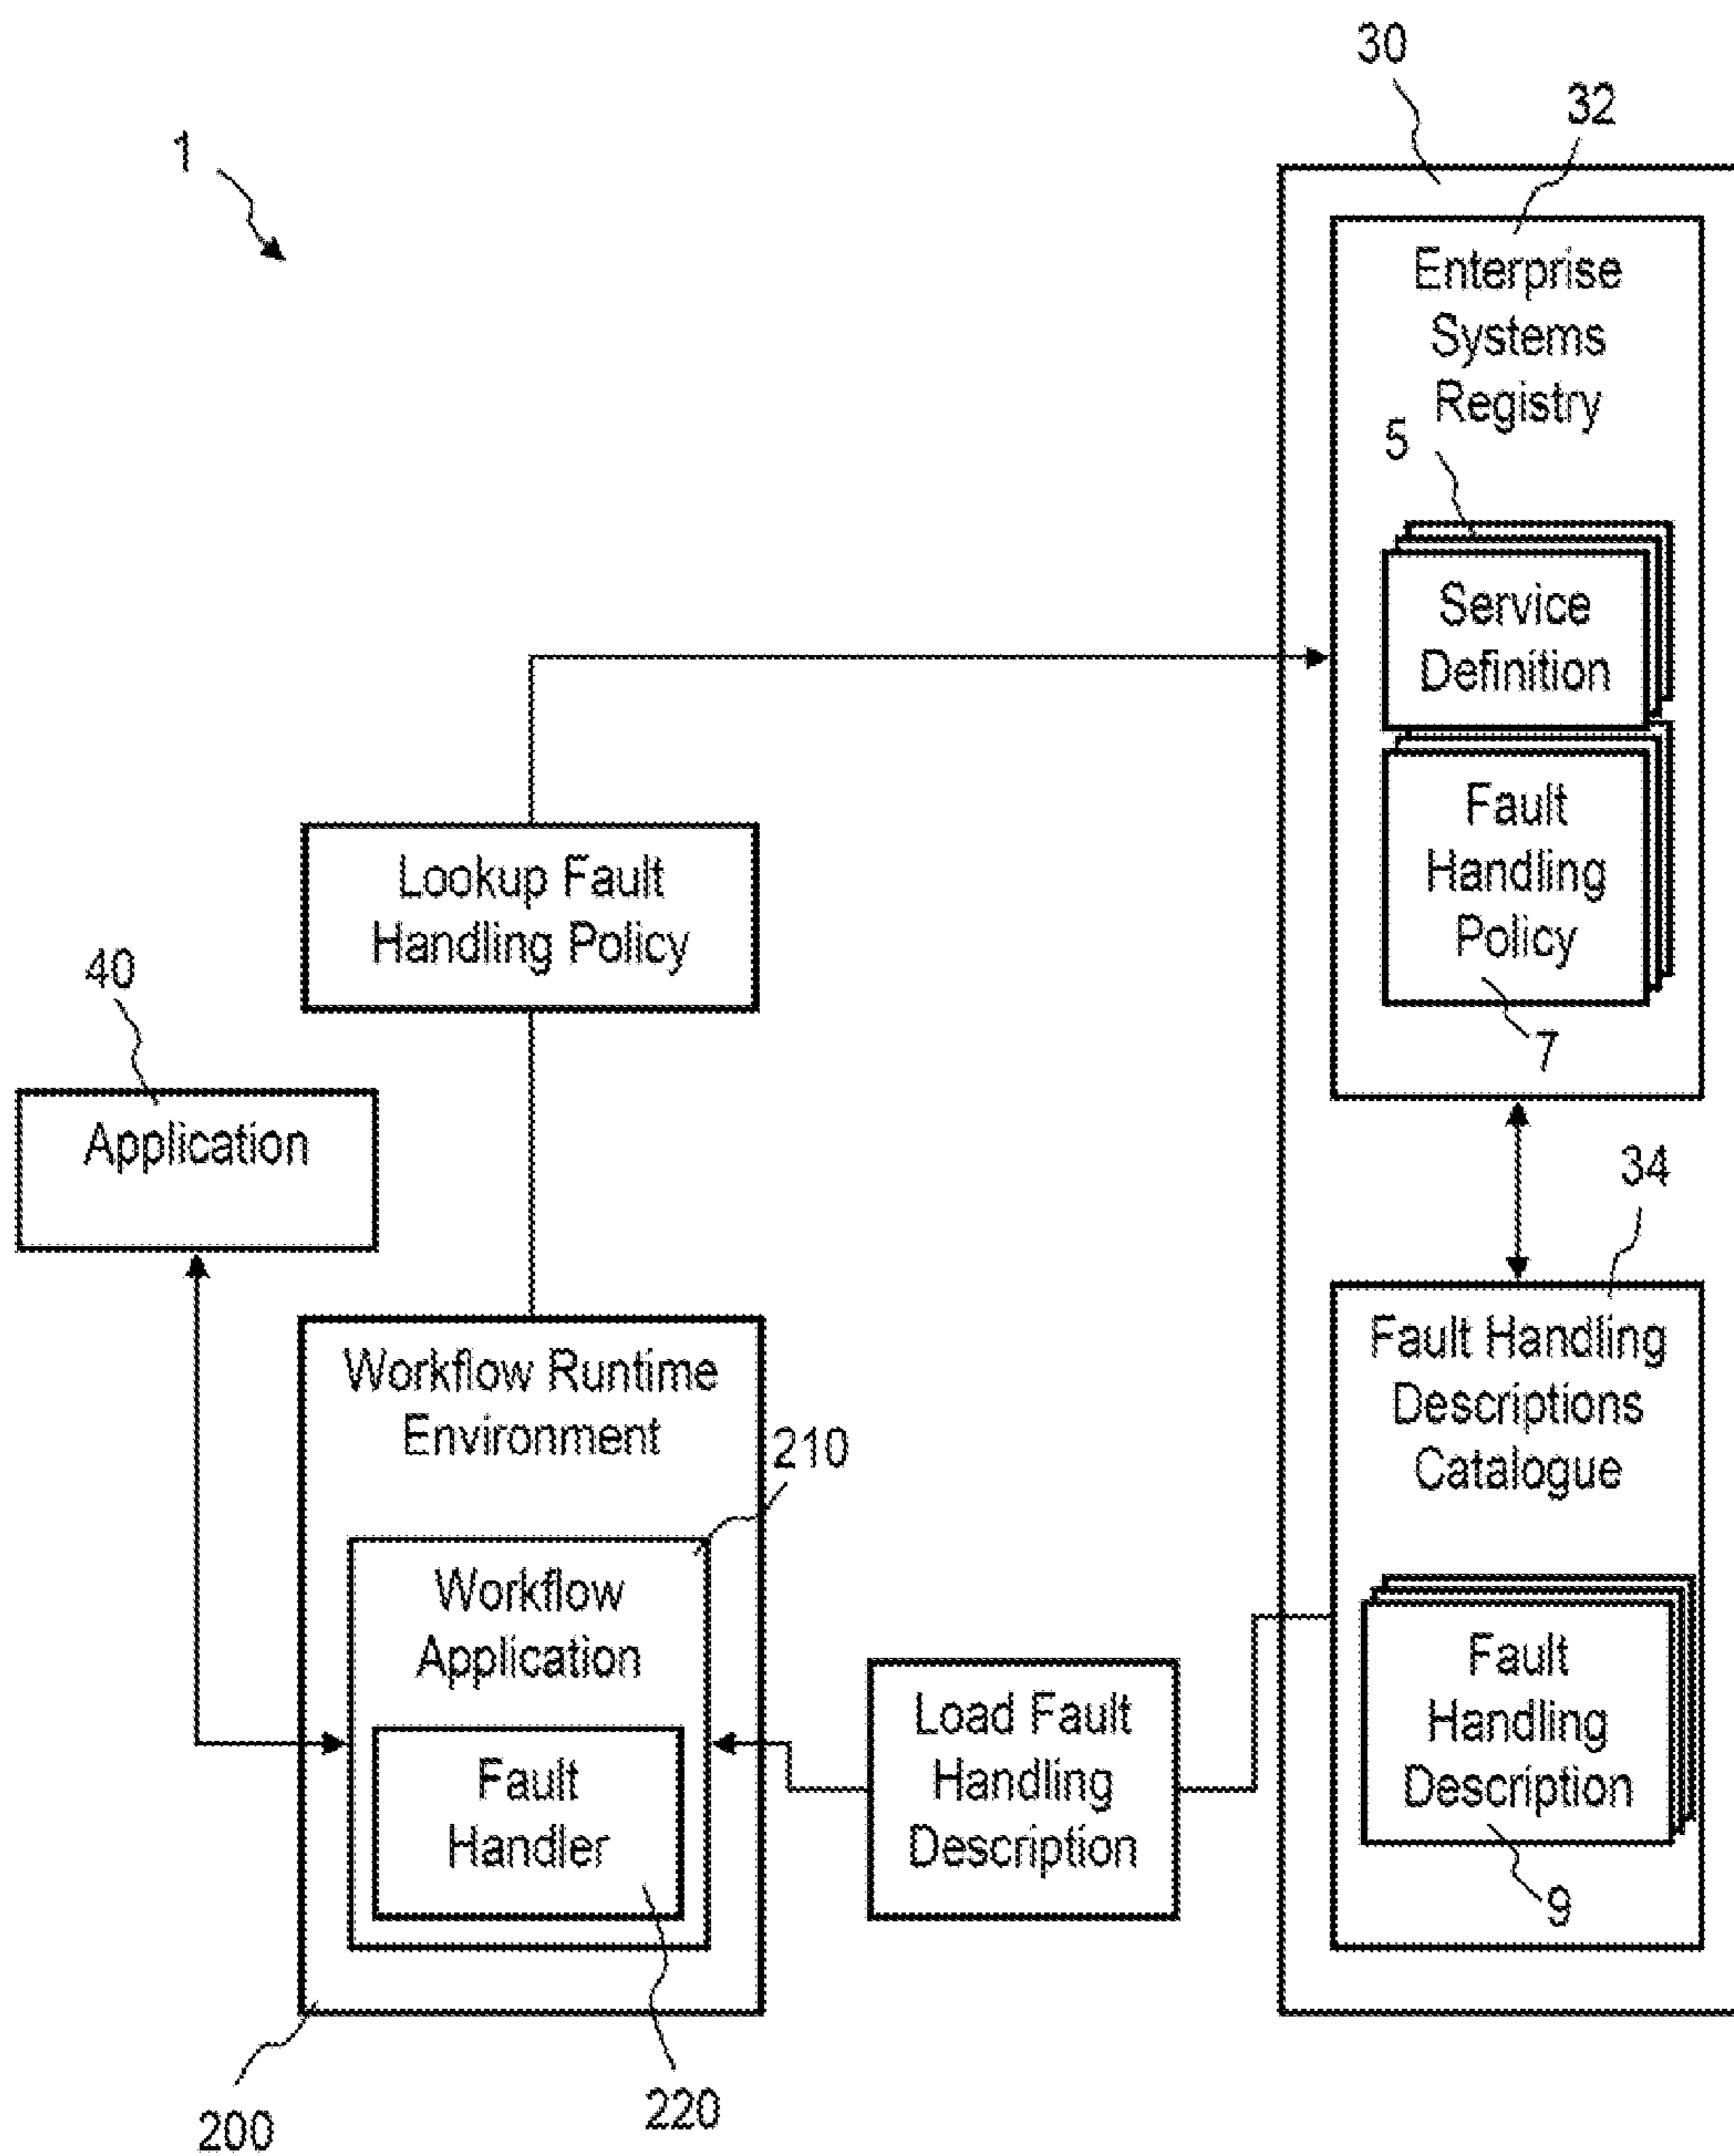 30
32
1
Enterprise
Systems
Registry
5
Service
Definition
Fault
Handling
Policy
7
Lookup Fault
Handling Policy
40
Application
34
Workflow Runtime
Environment
210
Workflow
Application
Fault
Handler
200
220
Load Fault
Handling
Description
Fault Handling
Descriptions
Catalogue
Fault
Handling
Description
9